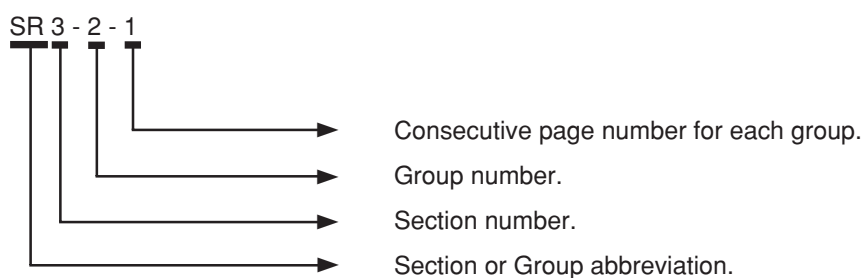 SR 3 - 2 - 1
Consecutive page number for each group.
Group number.
Section number.
Section or Group abbreviation.